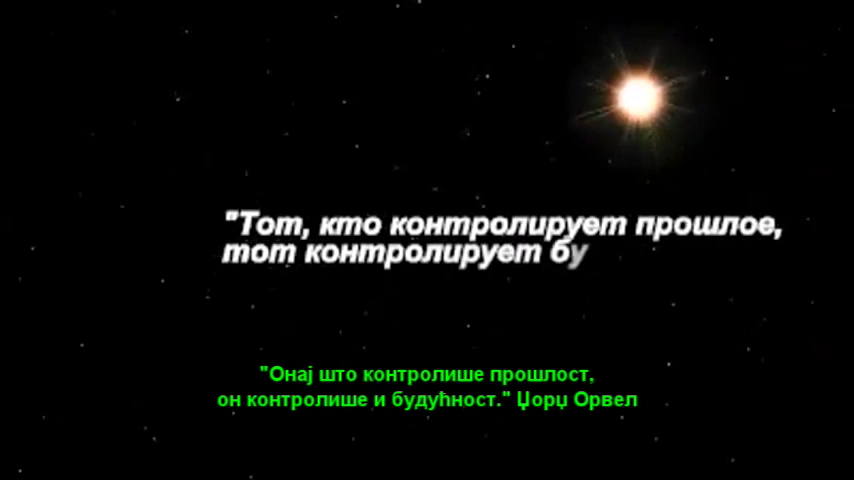 "Тот, кто контролирует прошлое,
тот контролирует бу
"Онај што контролише прошлост,
он контролише и будућност." Џорџ Орвел